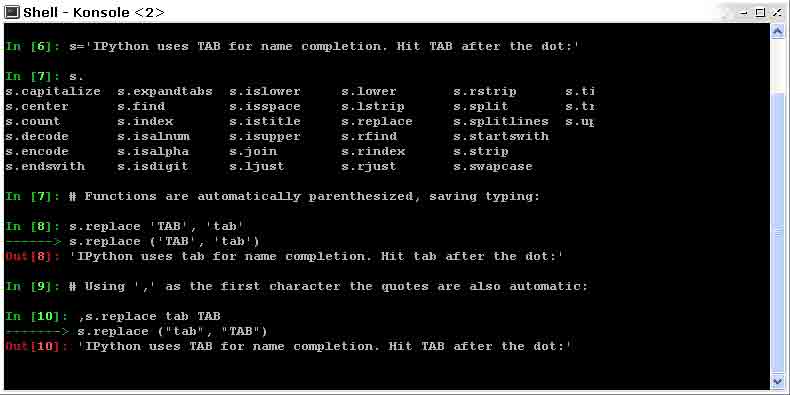 Shell - Konsole <2>
In [6]: s='IPython uses TAB for name completion. Hit TAB after the dot:'
In [7]: s.
s.capitalize s.expandtabs s.islower s.lower s.rstrip s.ti
s.center s.find s.isspace s.lstrip s.split s.tr
s.count s.index s.istitle s.replace s.splitlines s.up
s.decode s.isalnum s.isupper s.rfind s.startswith
s.encode s.isalpha s.join s.rindex s.strip
s.endswith s.isdigit s.ljust s.rjust s.swapcase
In [7]: # Functions are automatically parenthesized, saving typing:
In [8]: s.replace 'TAB', 'tab'
------> s.replace ('TAB', 'tab')
Out[8]: 'IPython uses tab for name completion. Hit tab after the dot:'
In [9]: # Using ',' as the first character the quotes are also automatic:
In [10]: ,s.replace tab TAB
-------> s.replace ("tab", "TAB")
Out[10]: 'IPython uses TAB for name completion. Hit TAB after the dot:'